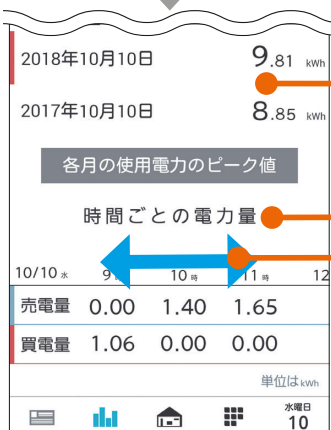 2018年10月10日 9.81 kWh
2017年10月10日 8.85 kWh
各月の使用電力のピーク値
時間ごとの電力量
10/10 水 9 10 時 11 時 12
売電量 0.00 1.40 1.65
買電量 1.06 0.00 0.00
単位は kWh
水曜日
10